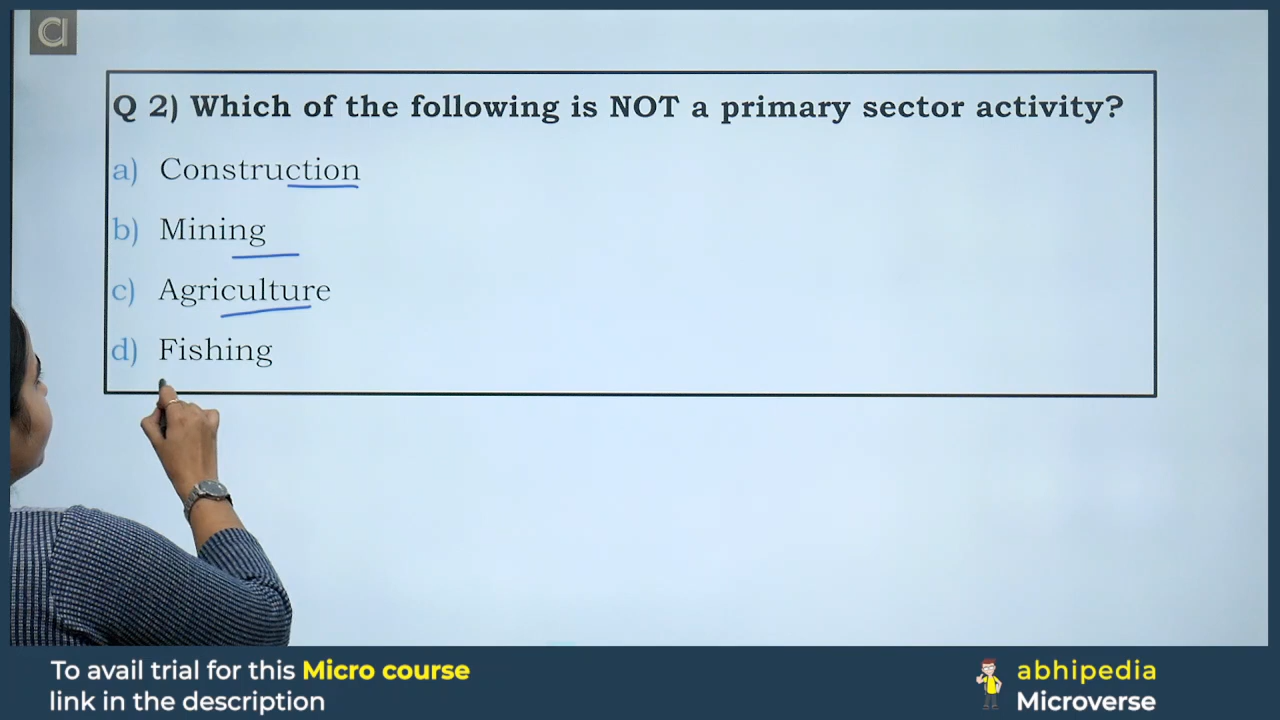 Q 2) Which of the following is NOT a primary sector activity?
a) Construction
b) Mining
c) Agriculture
d) Fishing
To avail trial for this Micro course
link in the description
abhipedia
Microverse